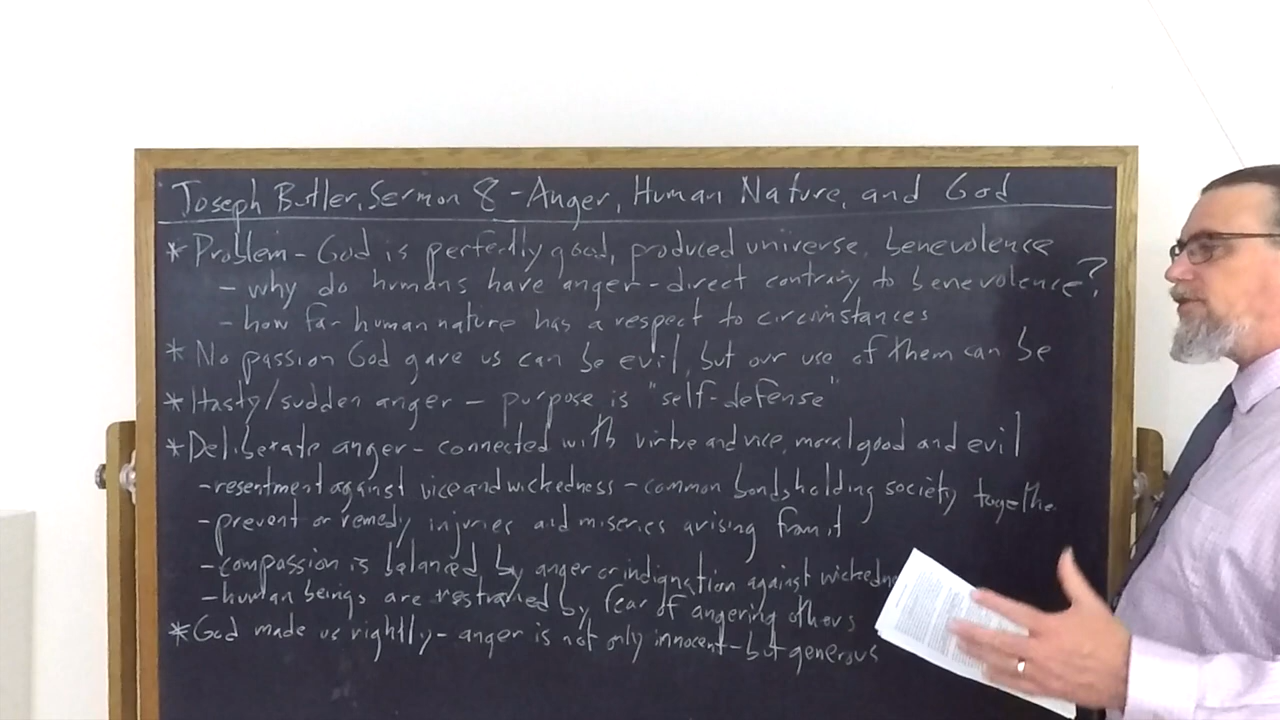 Joseph Butler, Sermon 8 - Anger, Human Nature, and God
* Problem - God is perfectly good, produced universe, benevolence
- why do humans have anger - direct contrary to benevolence?
- how far human nature has a respect to circumstances
* No passion God gave us can be evil, but our use of them can be
* Hasty/sudden anger - purpose is "self-defense"
* Deliberate anger - connected with virtue and vice, moral good and evil
- resentment against vice and wickedness - common bonds holding society togethe
- prevent or remedy injuries and miseries arising from it
- compassion is balanced by anger or indignation against wickedne
- human beings are restrained by fear of angering others
* God made us rightly - anger is not only innocent - but generous